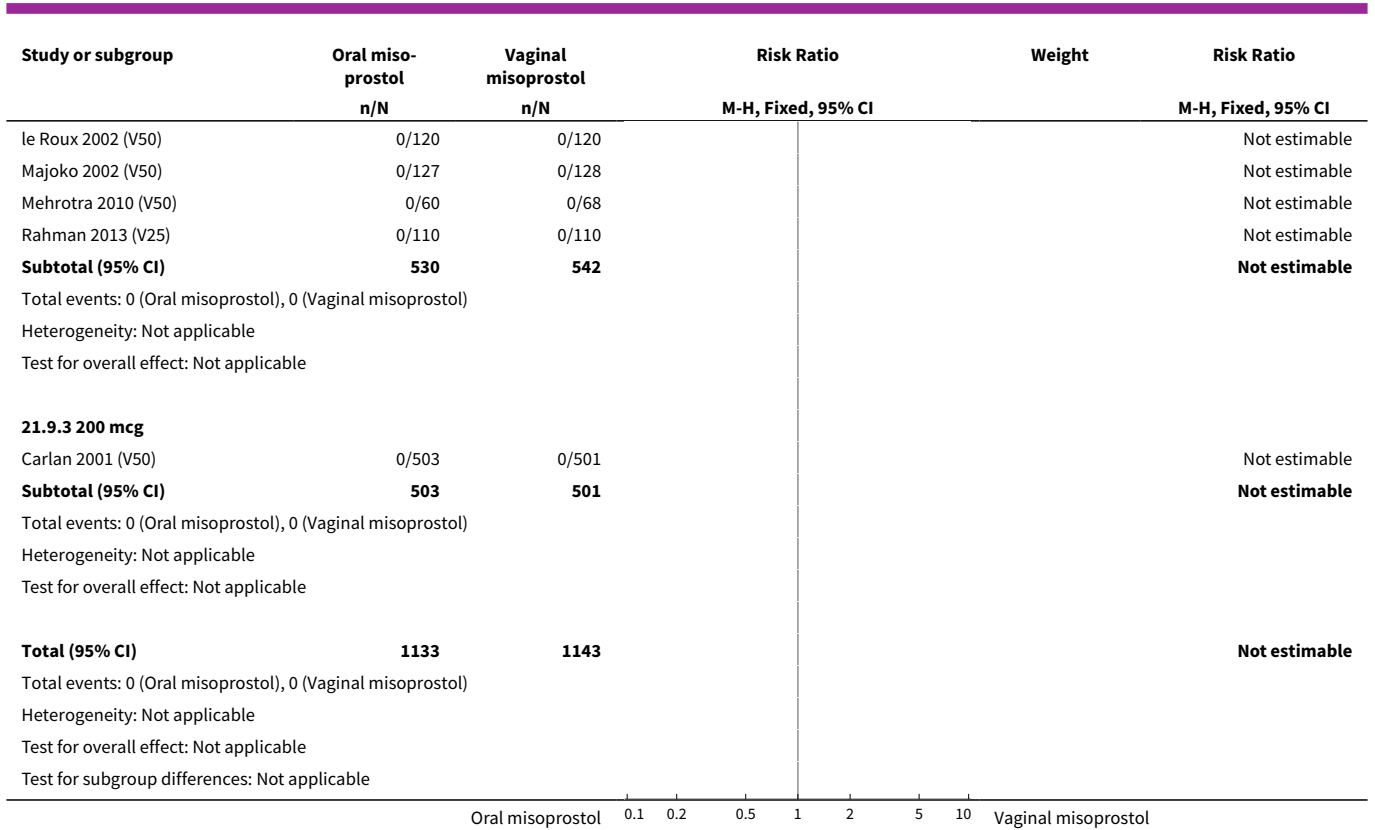 Study or subgroup Oral miso- Vaginal Risk Ratio Weight Risk Ratio
prostol misoprostol
n/N n/N M-H, Fixed, 95% CI M-H, Fixed, 95% CI
le Roux 2002 (V50) 0/120 0/120 Not estimable
Majoko 2002 (V50) 0/127 0/128 Not estimable
Mehrotra 2010 (V50) 0/60 0/68 Not estimable
Rahman 2013 (V25) 0/110 0/110 Not estimable
Subtotal (95% CI) 530 542 Not estimable
Total events: 0 (Oral misoprostol), 0 (Vaginal misoprostol)
Heterogeneity: Not applicable
Test for overall effect: Not applicable
21.9.3 200 mcg
Carlan 2001 (V50) 0/503 0/501 Not estimable
Subtotal (95% CI) 503 501 Not estimable
Total events: 0 (Oral misoprostol), 0 (Vaginal misoprostol)
Heterogeneity: Not applicable
Test for overall effect: Not applicable
Total (95% CI) 1133 1143 Not estimable
Total events: 0 (Oral misoprostol), 0 (Vaginal misoprostol)
Heterogeneity: Not applicable
Test for overall effect: Not applicable
Test for subgroup differences: Not applicable
Oral misoprostol 0.1 0.2 0.5 1 2 5 10 Vaginal misoprostol